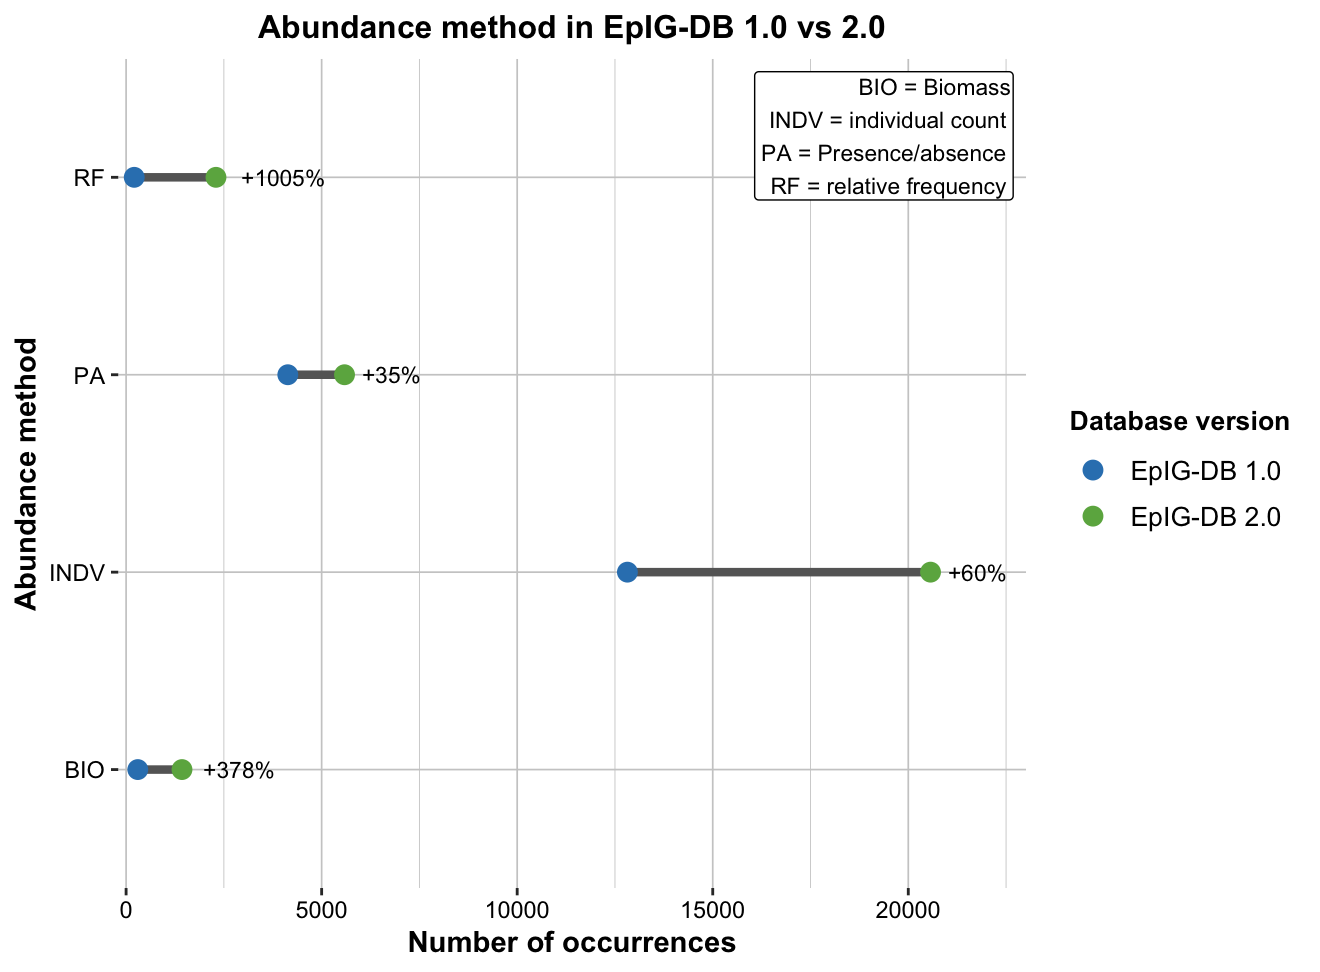 Abundance method in EpIG-DB 1.0 vs 2.0
BIO = Biomass
INDV = individual count
PA = Presence/absence
RF = relative frequency
RF
+1005%
PA
+35%
INDV
+60%
BIO
+378%
Abundance method
0 5000 10000 15000 20000
Number of occurrences
Database version
EpIG-DB 1.0
EpIG-DB 2.0